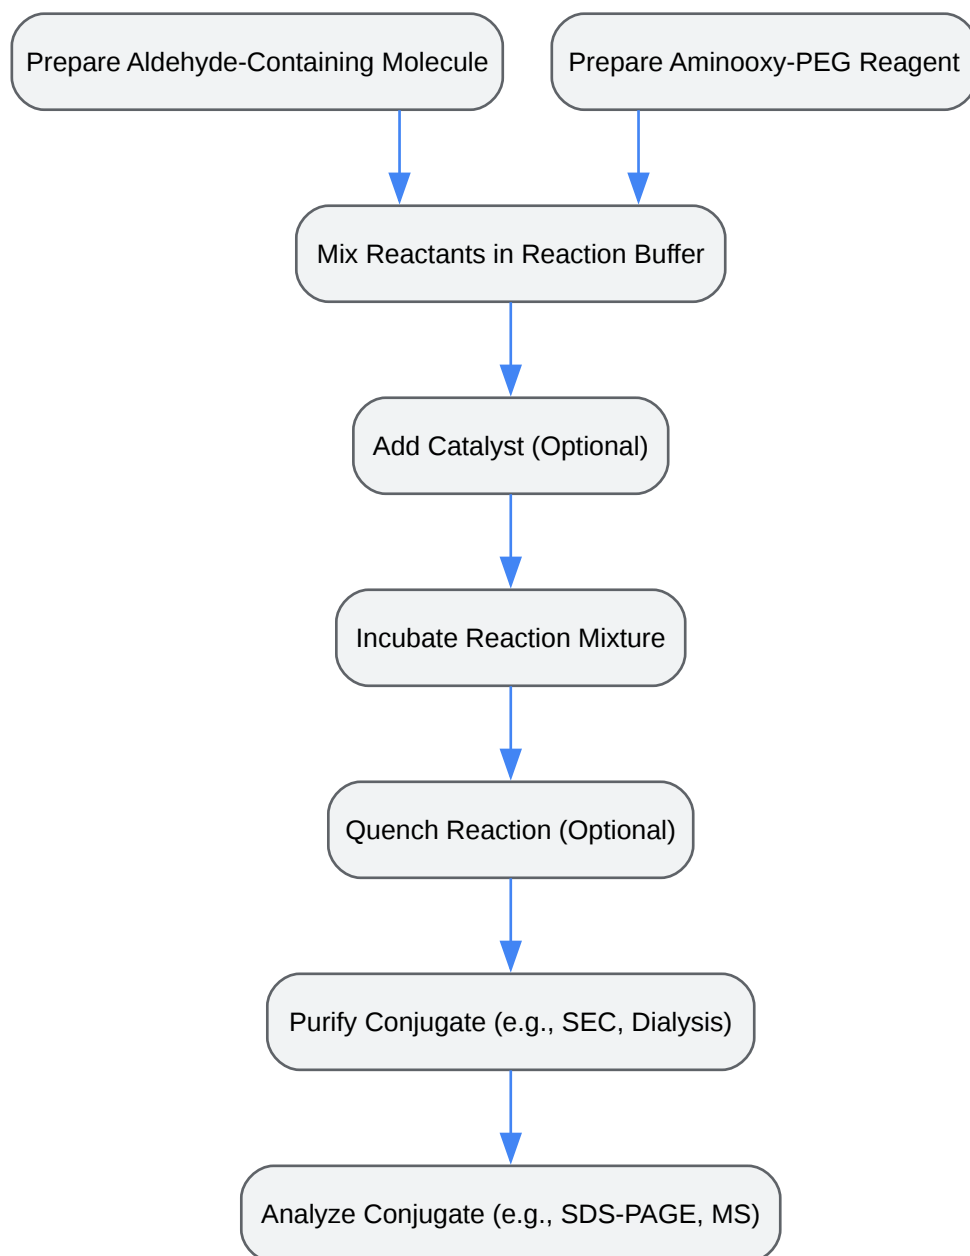 Prepare Aldehyde-Containing Molecule
Prepare Aminooxy-PEG Reagent
Mix Reactants in Reaction Buffer
Add Catalyst (Optional)
Incubate Reaction Mixture
Quench Reaction (Optional)
Purify Conjugate (e.g., SEC, Dialysis)
Analyze Conjugate (e.g., SDS-PAGE, MS)